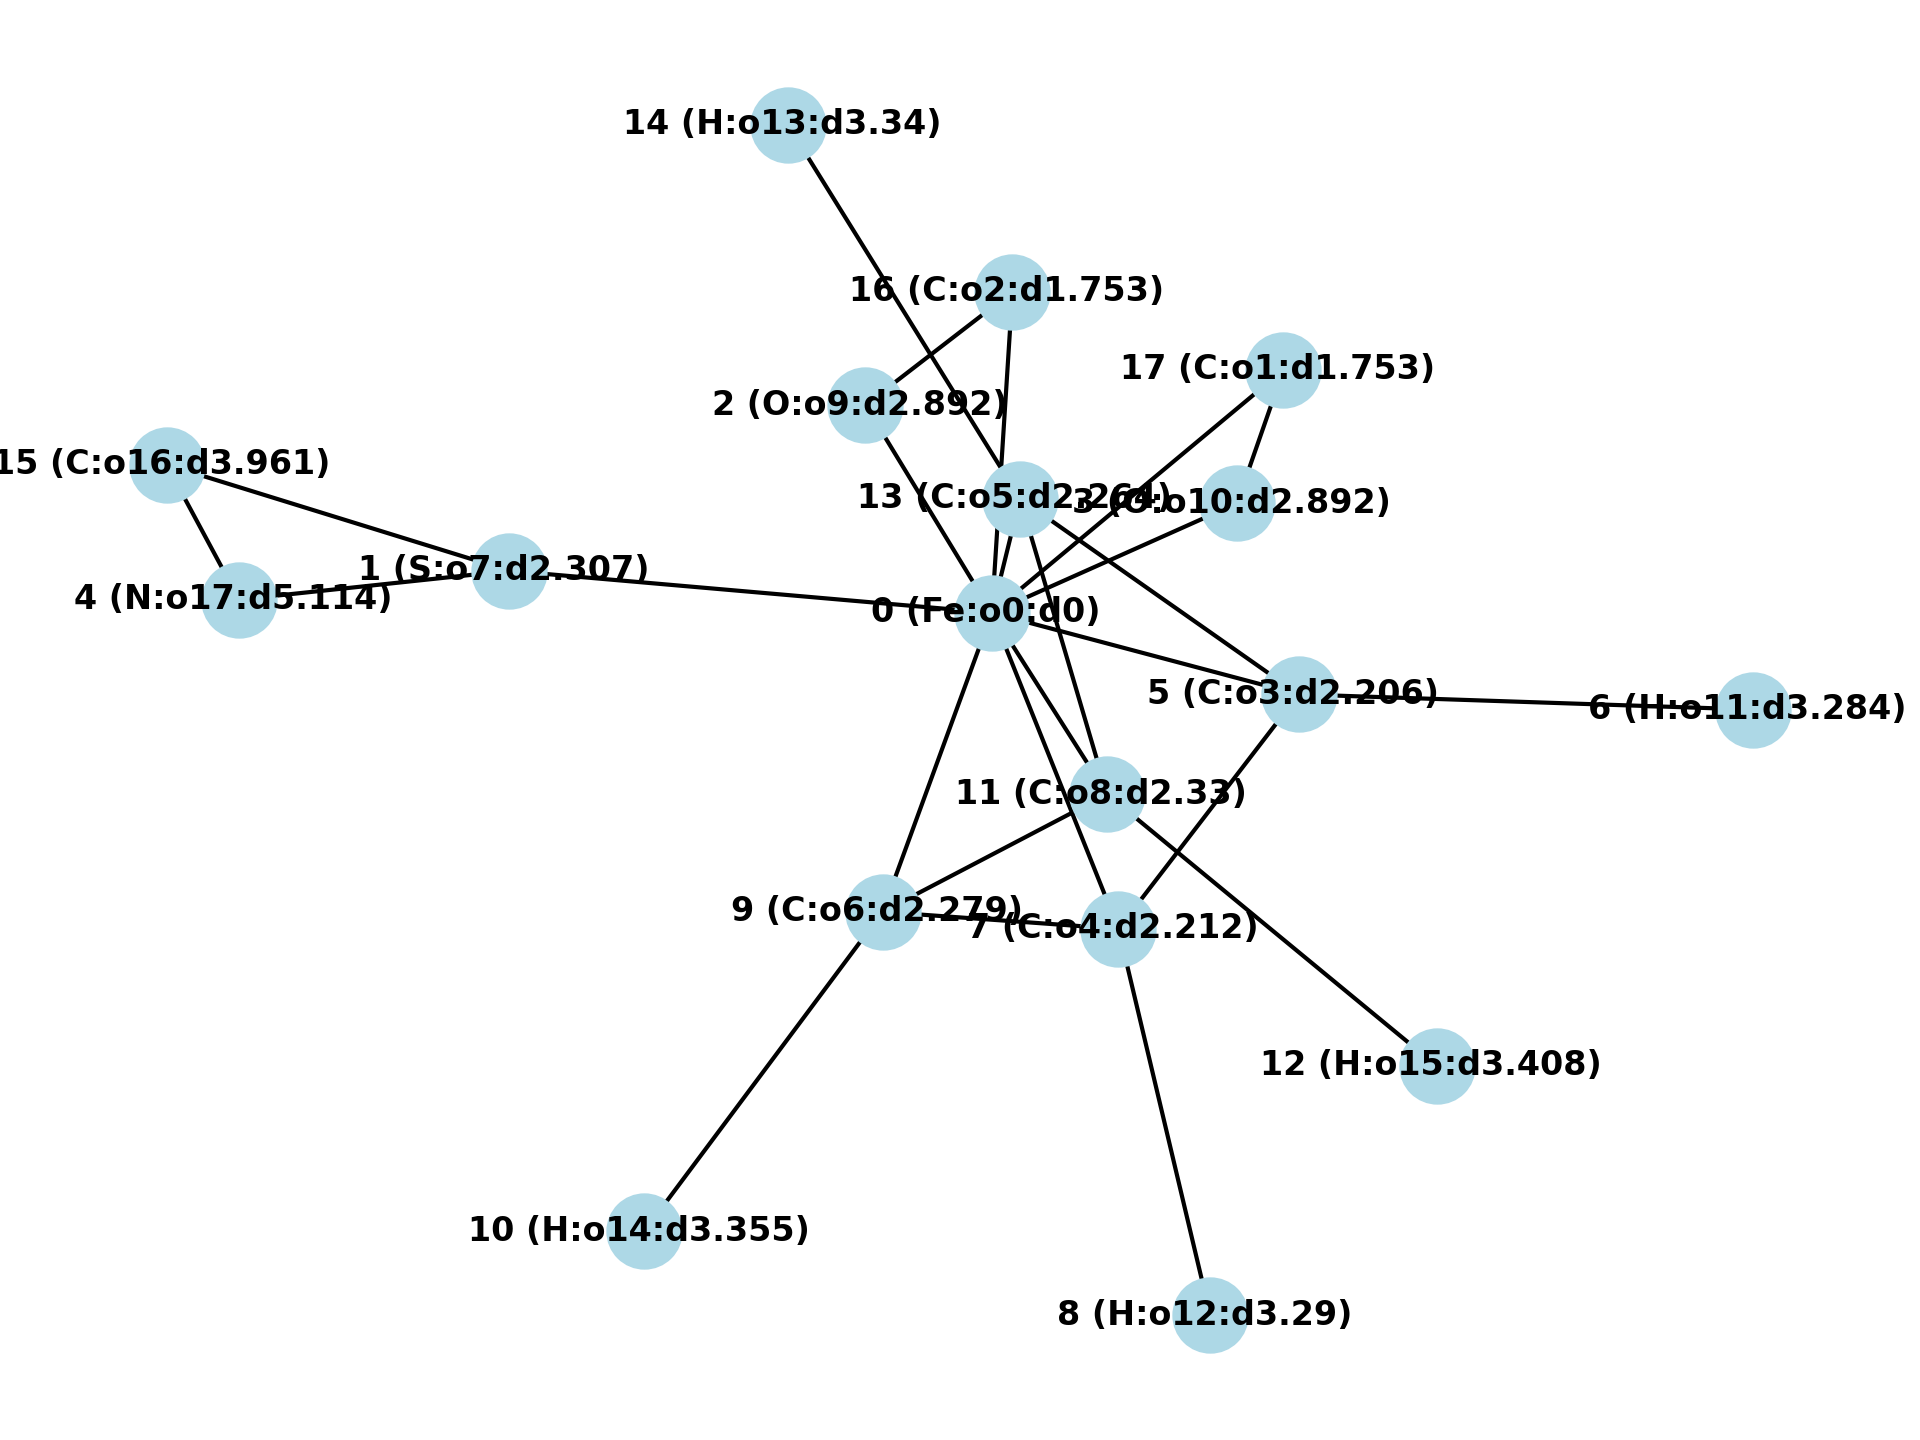 14 (H:o13:d3.34)
16 (C:o2:d1.753)
17 (C:o1:d1.753)
2 (O:o9:d2.892)
15 (C:o16:d3.961)
13 (C:o5:d2.264)
3 (O:o10:d2.892)
1 (S:o7:d2.307)
4 (N:o17:d5.114)
0 (Fe:o0:d0)
5 (C:o3:d2.206)
6 (H:o11:d3.284)
11 (C:o8:d2.33)
9 (C:o6:d2.279)
7 (C:o4:d2.212)
12 (H:o15:d3.408)
10 (H:o14:d3.355)
8 (H:o12:d3.29)